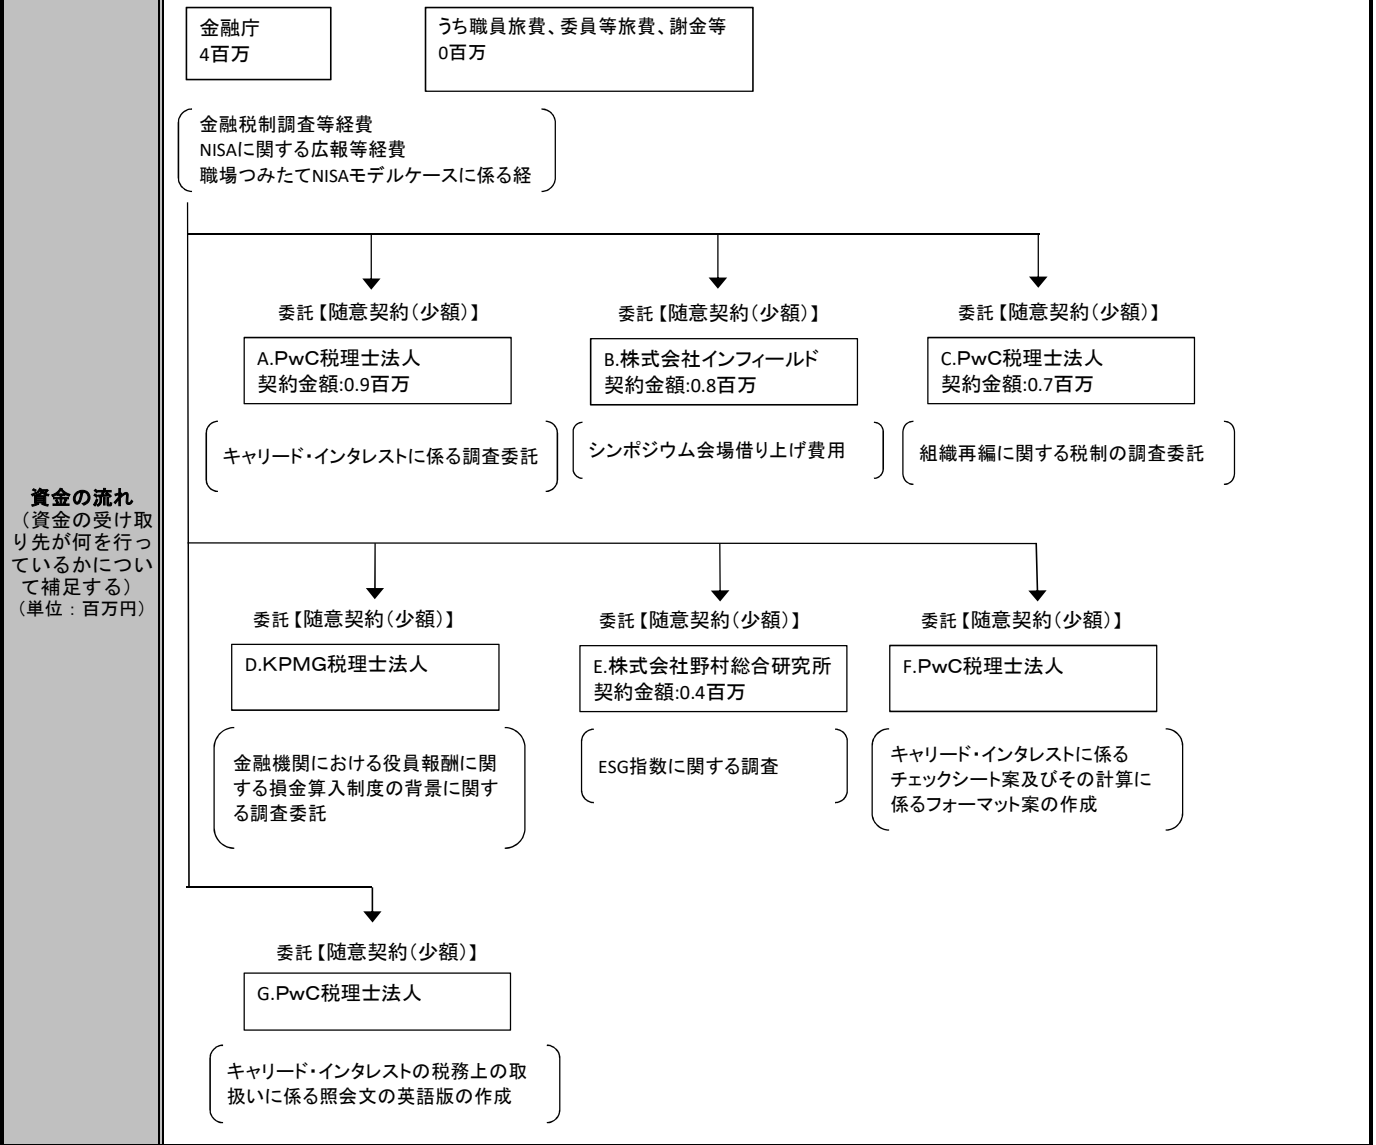 金融庁
4百万
うち職員旅費、委員等旅費、謝金等
0百万
金融税制調査等経費
NISAに関する広報等経費
職場つみたてNISAモデルケースに係る経
委託【随意契約(少額)】
委託【随意契約(少額)】
委託【随意契約(少額)】
A.PwC税理士法人
契約金額:0.9百万
B.株式会社インフィールド
契約金額:0.8百万
C.PwC税理士法人
契約金額:0.7百万
キャリード・インタレストに係る調査委託
シンポジウム会場借り上げ費用
組織再編に関する税制の調査委託
資金の流れ
（資金の受け取
り先が何を行っ
ているかについ
て補足する）
（単位：百万円）
委託【随意契約(少額)】
委託【随意契約(少額)】
委託【随意契約(少額)】
D.KPMG税理士法人
E.株式会社野村総合研究所
契約金額:0.4百万
F.PwC税理士法人
金融機関における役員報酬に関
する損金算入制度の背景に関す
る調査委託
ESG指数に関する調査
キャリード・インタレストに係る
チェックシート案及びその計算に
係るフォーマット案の作成
委託【随意契約(少額)】
G.PwC税理士法人
キャリード・インタレストの税務上の取
扱いに係る照会文の英語版の作成